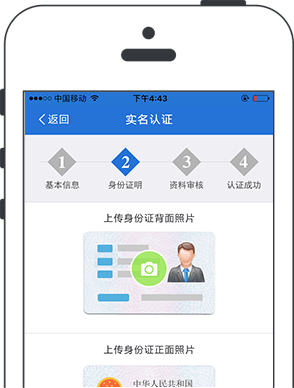 中国移动 下午4:43
返回 实名认证
1 2 3 4
基本信息 身份证明 资料审核 认证成功
上传身份证背面照片
上传身份证正面照片
中华人民共和国